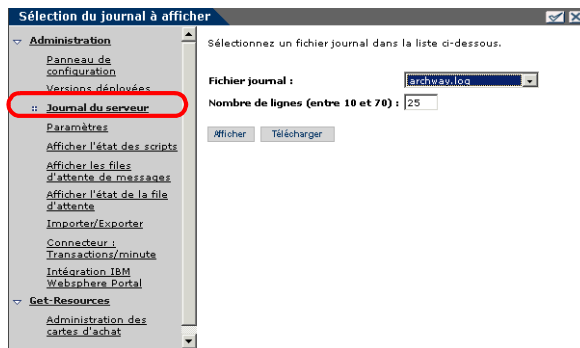 Sélection du journal à afficher
Administration
Panneau de
configuration
Versions déployées
Journal du serveur
Paramètres
Afficher l'état des scripts
Afficher les files
d'attente de messages
Afficher l'état de la file
d'attente
Importer/Exporter
Connecteur :
Transactions/minute
Intégration IBM
Websphere Portal
Get-Resources
Administration des
cartes d'achat
Sélectionnez un fichier journal dans la liste ci-dessous.
Fichier journal : archway.log
Nombre de lignes (entre 10 et 70) : 25
Afficher Télécharger